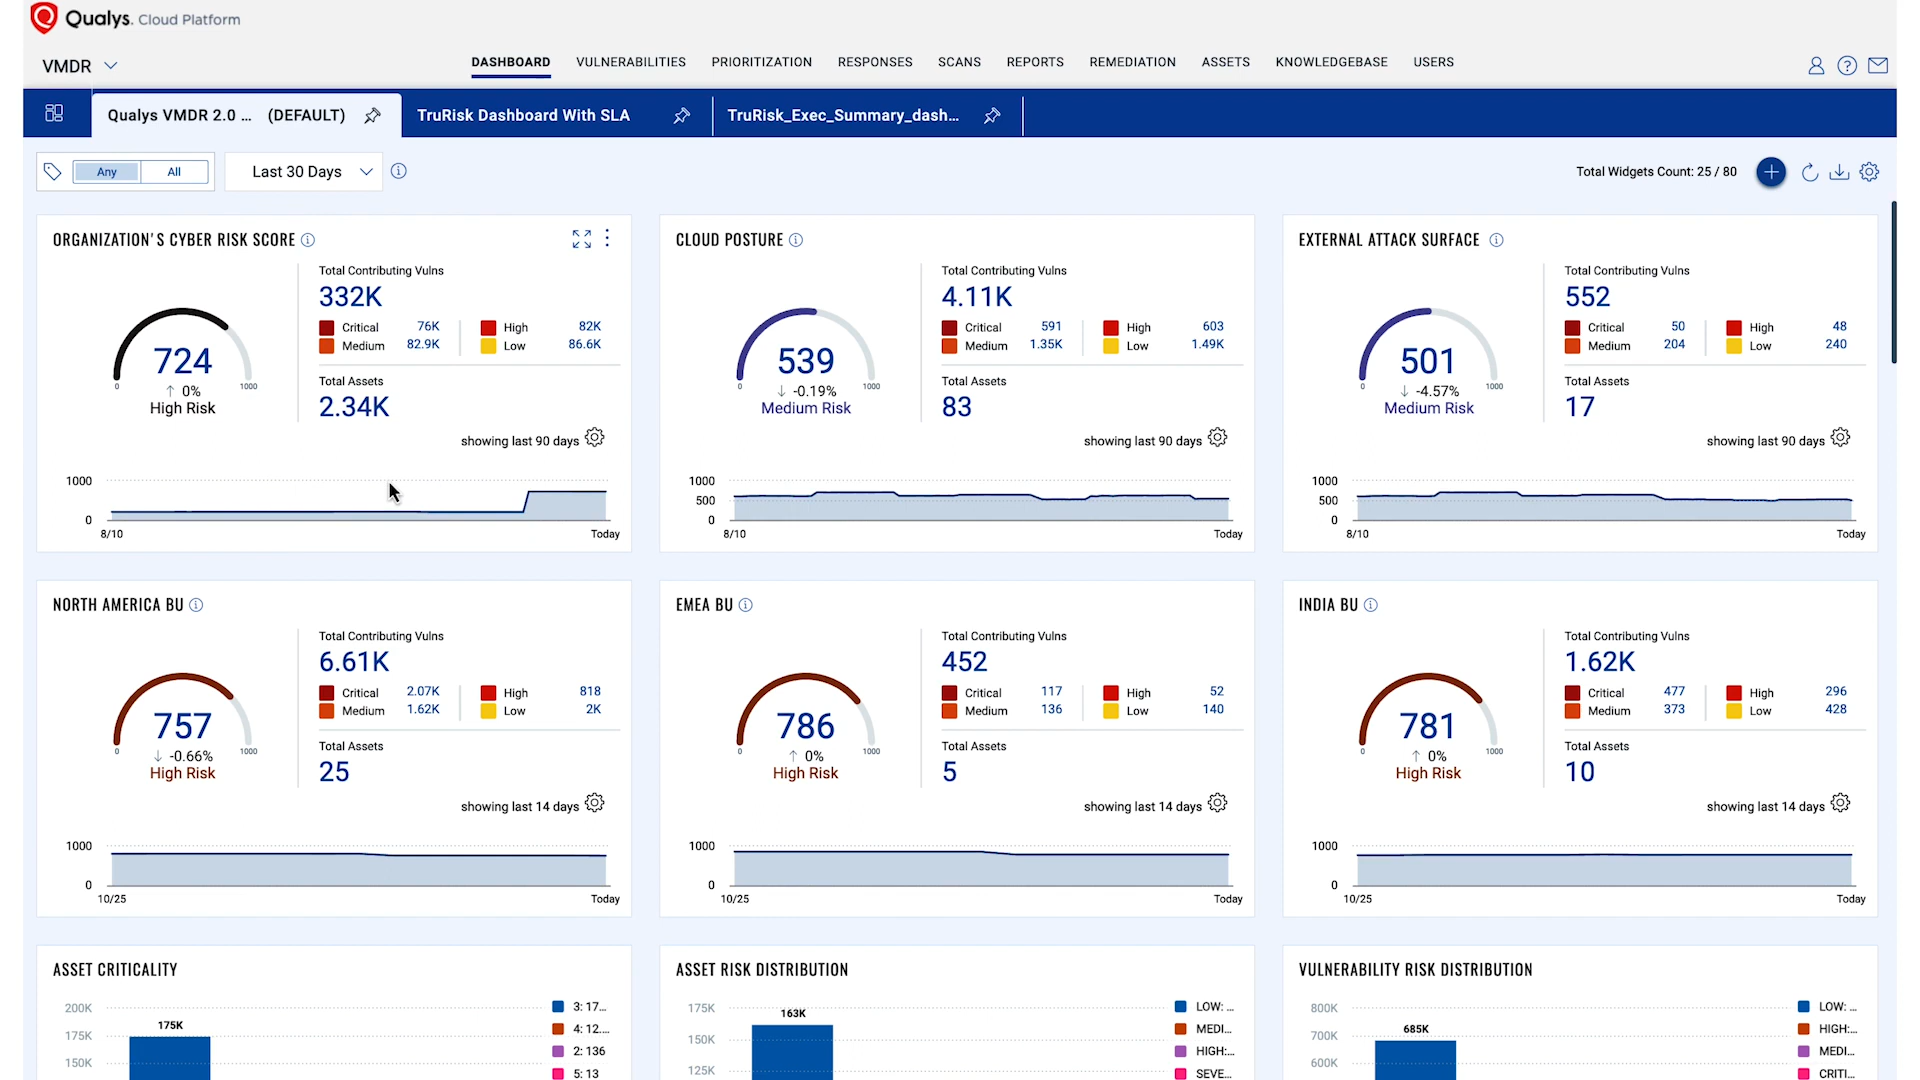 Qualys. Cloud Platform
VMDR
DASHBOARD VULNERABILITIES PRIORITIZATION RESPONSES SCANS REPORTS REMEDIATION ASSETS KNOWLEDGEBASE USERS
Qualys VMDR 2.0 ... (DEFAULT)
TruRisk Dashboard With SLA
TruRisk_Exec_Summary_dash...
Any All
Last 30 Days
Total Widgets Count: 25 / 80
ORGANIZATION'S CYBER RISK SCORE
724
0 1000
↑ 0%
High Risk
Total Contributing Vulns
332K
Critical 76K High 82K
Medium 82.9K Low 86.6K
Total Assets
2.34K
showing last 90 days
1000
0
8/10 Today
CLOUD POSTURE
539
0 1000
↓ -0.19%
Medium Risk
Total Contributing Vulns
4.11K
Critical 591 High 603
Medium 1.35K Low 1.49K
Total Assets
83
showing last 90 days
1000
500
0
8/10 Today
EXTERNAL ATTACK SURFACE
501
0 1000
↓ -4.57%
Medium Risk
Total Contributing Vulns
552
Critical 50 High 48
Medium 204 Low 240
Total Assets
17
showing last 90 days
1000
500
0
8/10 Today
NORTH AMERICA BU
757
0 1000
↓ -0.66%
High Risk
Total Contributing Vulns
6.61K
Critical 2.07K High 818
Medium 1.62K Low 2K
Total Assets
25
showing last 14 days
1000
0
10/25 Today
EMEA BU
786
0 1000
↑ 0%
High Risk
Total Contributing Vulns
452
Critical 117 High 52
Medium 136 Low 140
Total Assets
5
showing last 14 days
1000
0
10/25 Today
INDIA BU
781
0 1000
↑ 0%
High Risk
Total Contributing Vulns
1.62K
Critical 477 High 296
Medium 373 Low 428
Total Assets
10
showing last 14 days
1000
0
10/25 Today
ASSET CRITICALITY
200K
175K
150K
175K
3: 17...
4: 12....
2: 136
5: 13
ASSET RISK DISTRIBUTION
175K
150K
125K
163K
LOW: ...
MEDI...
HIGH:...
SEVE...
VULNERABILITY RISK DISTRIBUTION
800K
700K
600K
685K
LOW: ...
HIGH:...
MEDI...
CRITI...